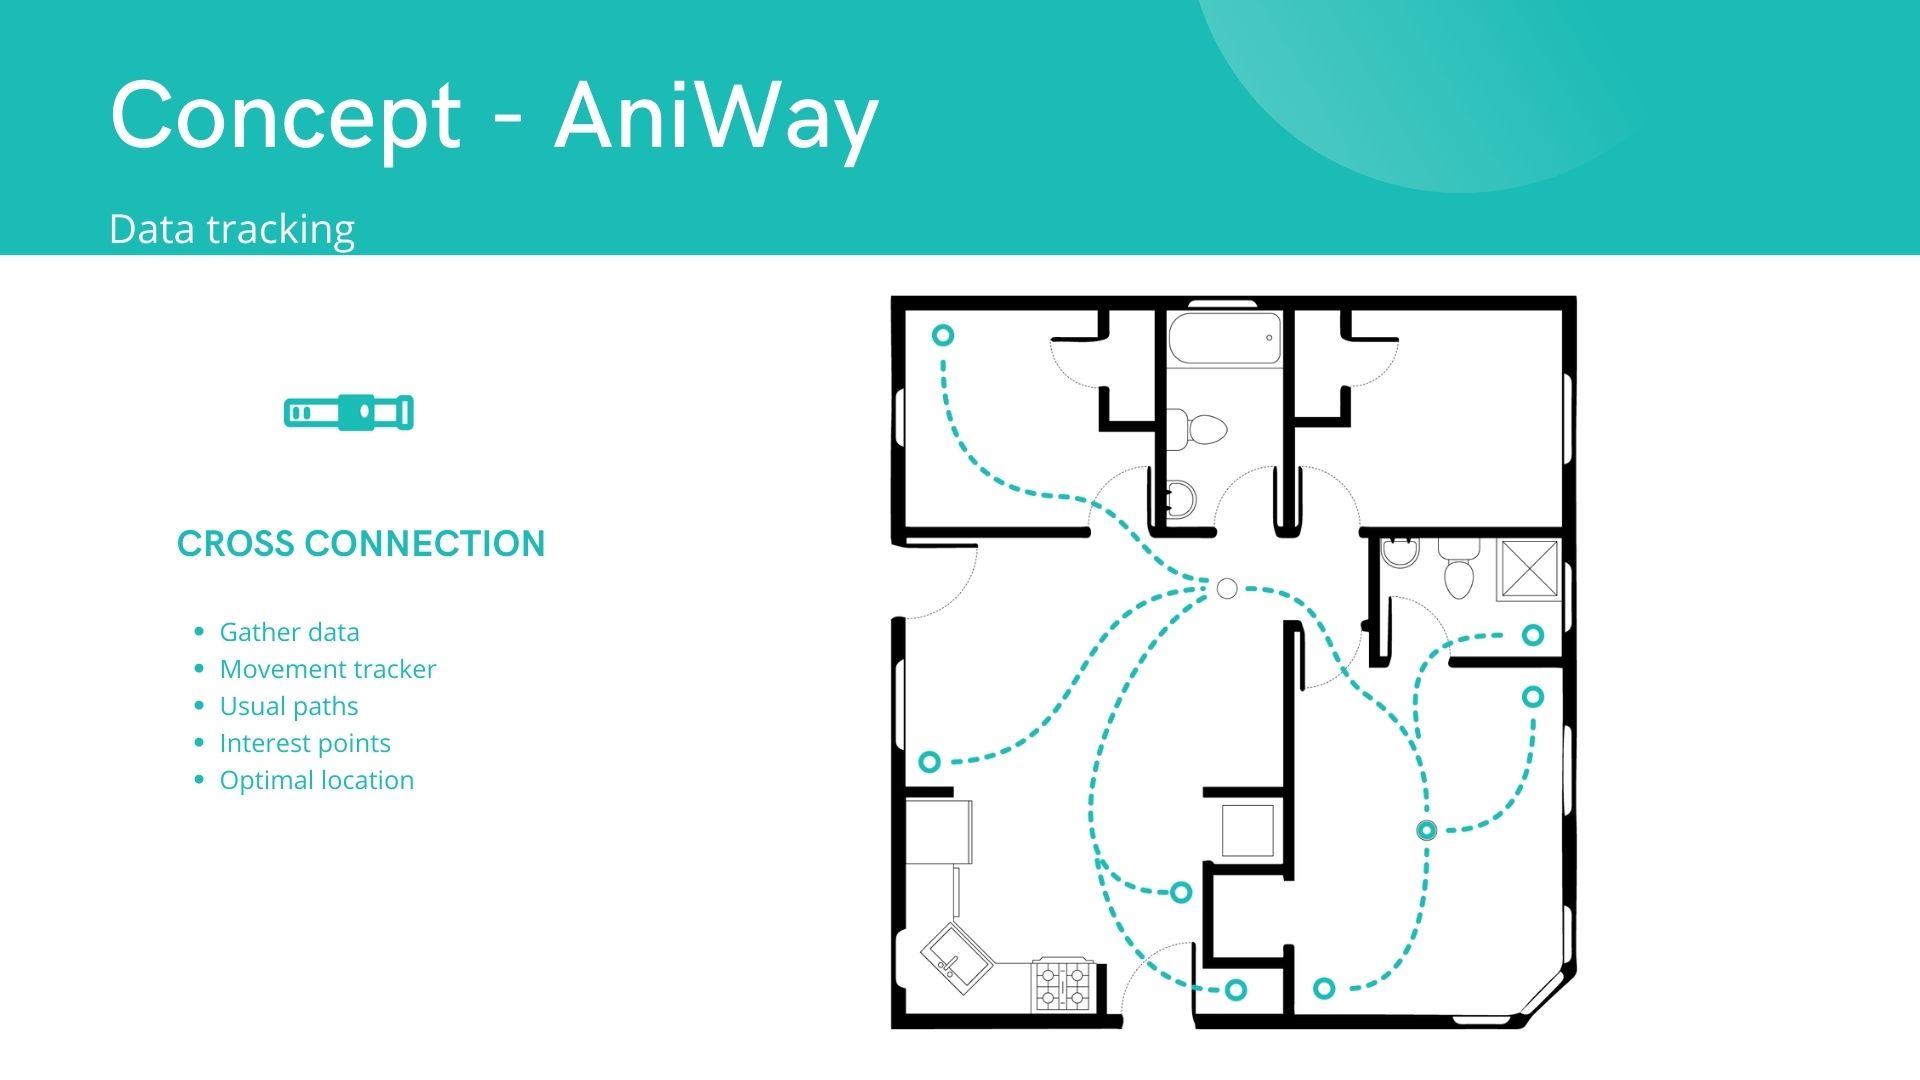 Concept - AniWay
Data tracking
CROSS CONNECTION
Gather data
Movement tracker
Usual paths
Interest points
Optimal location